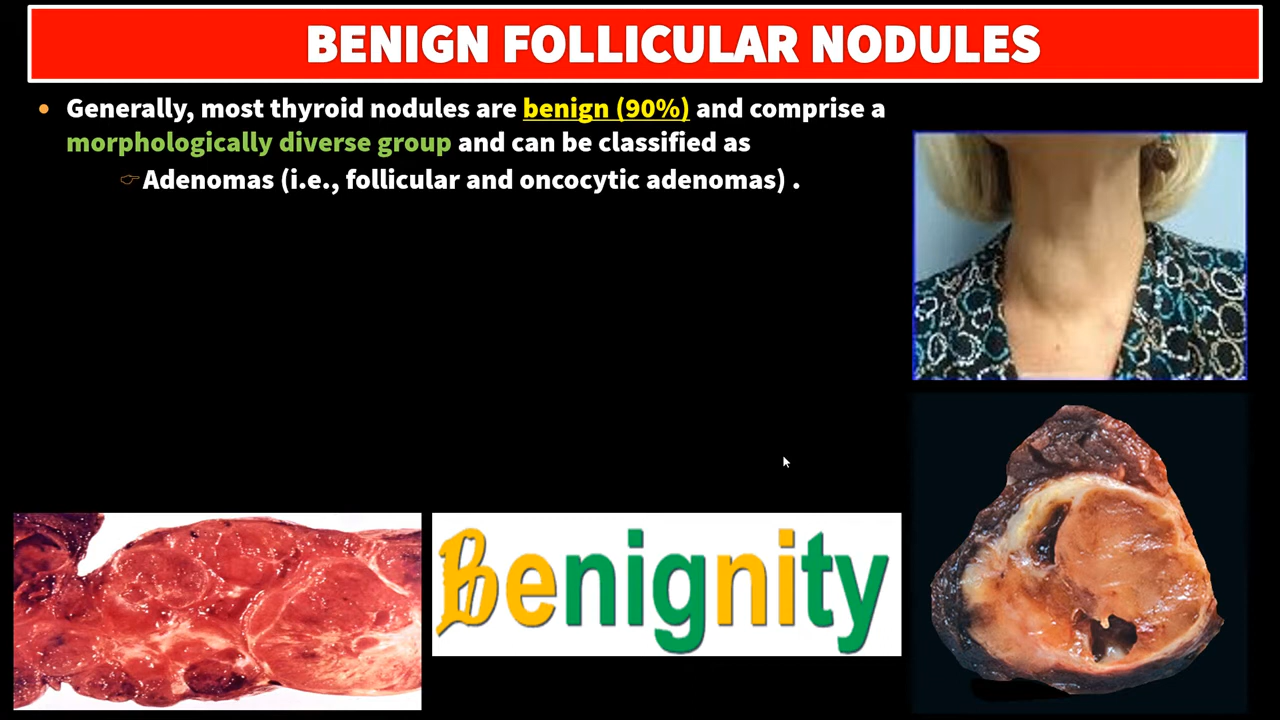 BENIGN FOLLICULAR NODULES
• Generally, most thyroid nodules are benign (90%) and comprise a
morphologically diverse group and can be classified as
☞Adenomas (i.e., follicular and oncocytic adenomas) .
Benignity